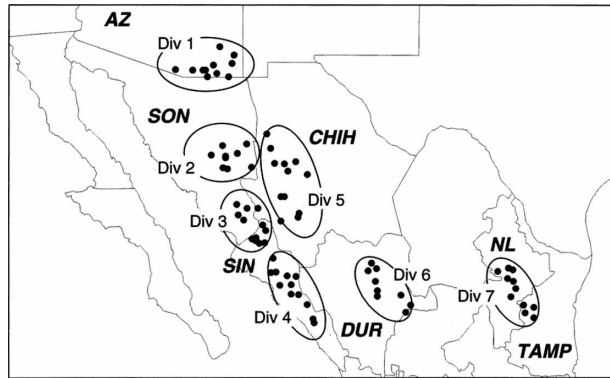 AZ
Div 1
SON
CHIH
Div 2
Div 5
Div 3
NL
SIN
Div 6
Div 7
Div 4
DUR
TAMP